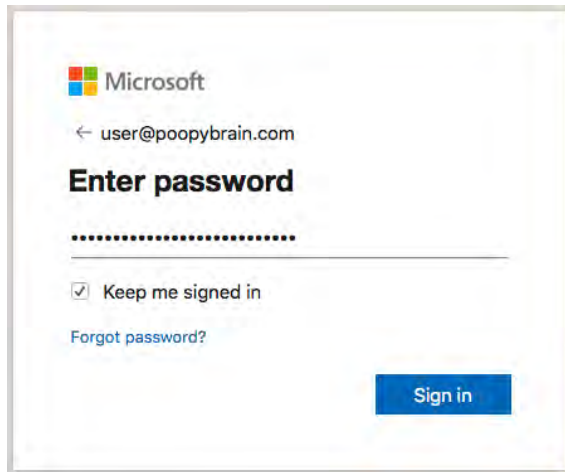 Microsoft
← user@poopybrain.com
Enter password
•••••••••••••••••••••••••••
Keep me signed in
Forgot password?
Sign in